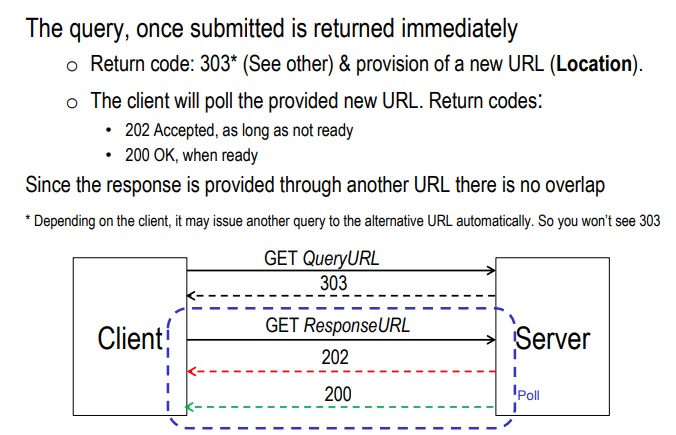 The query, once submitted is returned immediately
o Return code: 303* (See other) & provision of a new URL (Location).
o The client will poll the provided new URL. Return codes:
• 202 Accepted, as long as not ready
• 200 OK, when ready
Since the response is provided through another URL there is no overlap
* Depending on the client, it may issue another query to the alternative URL automatically. So you won't see 303
GET QueryURL
303
GET ResponseURL
Client
Server
202
200
Poll